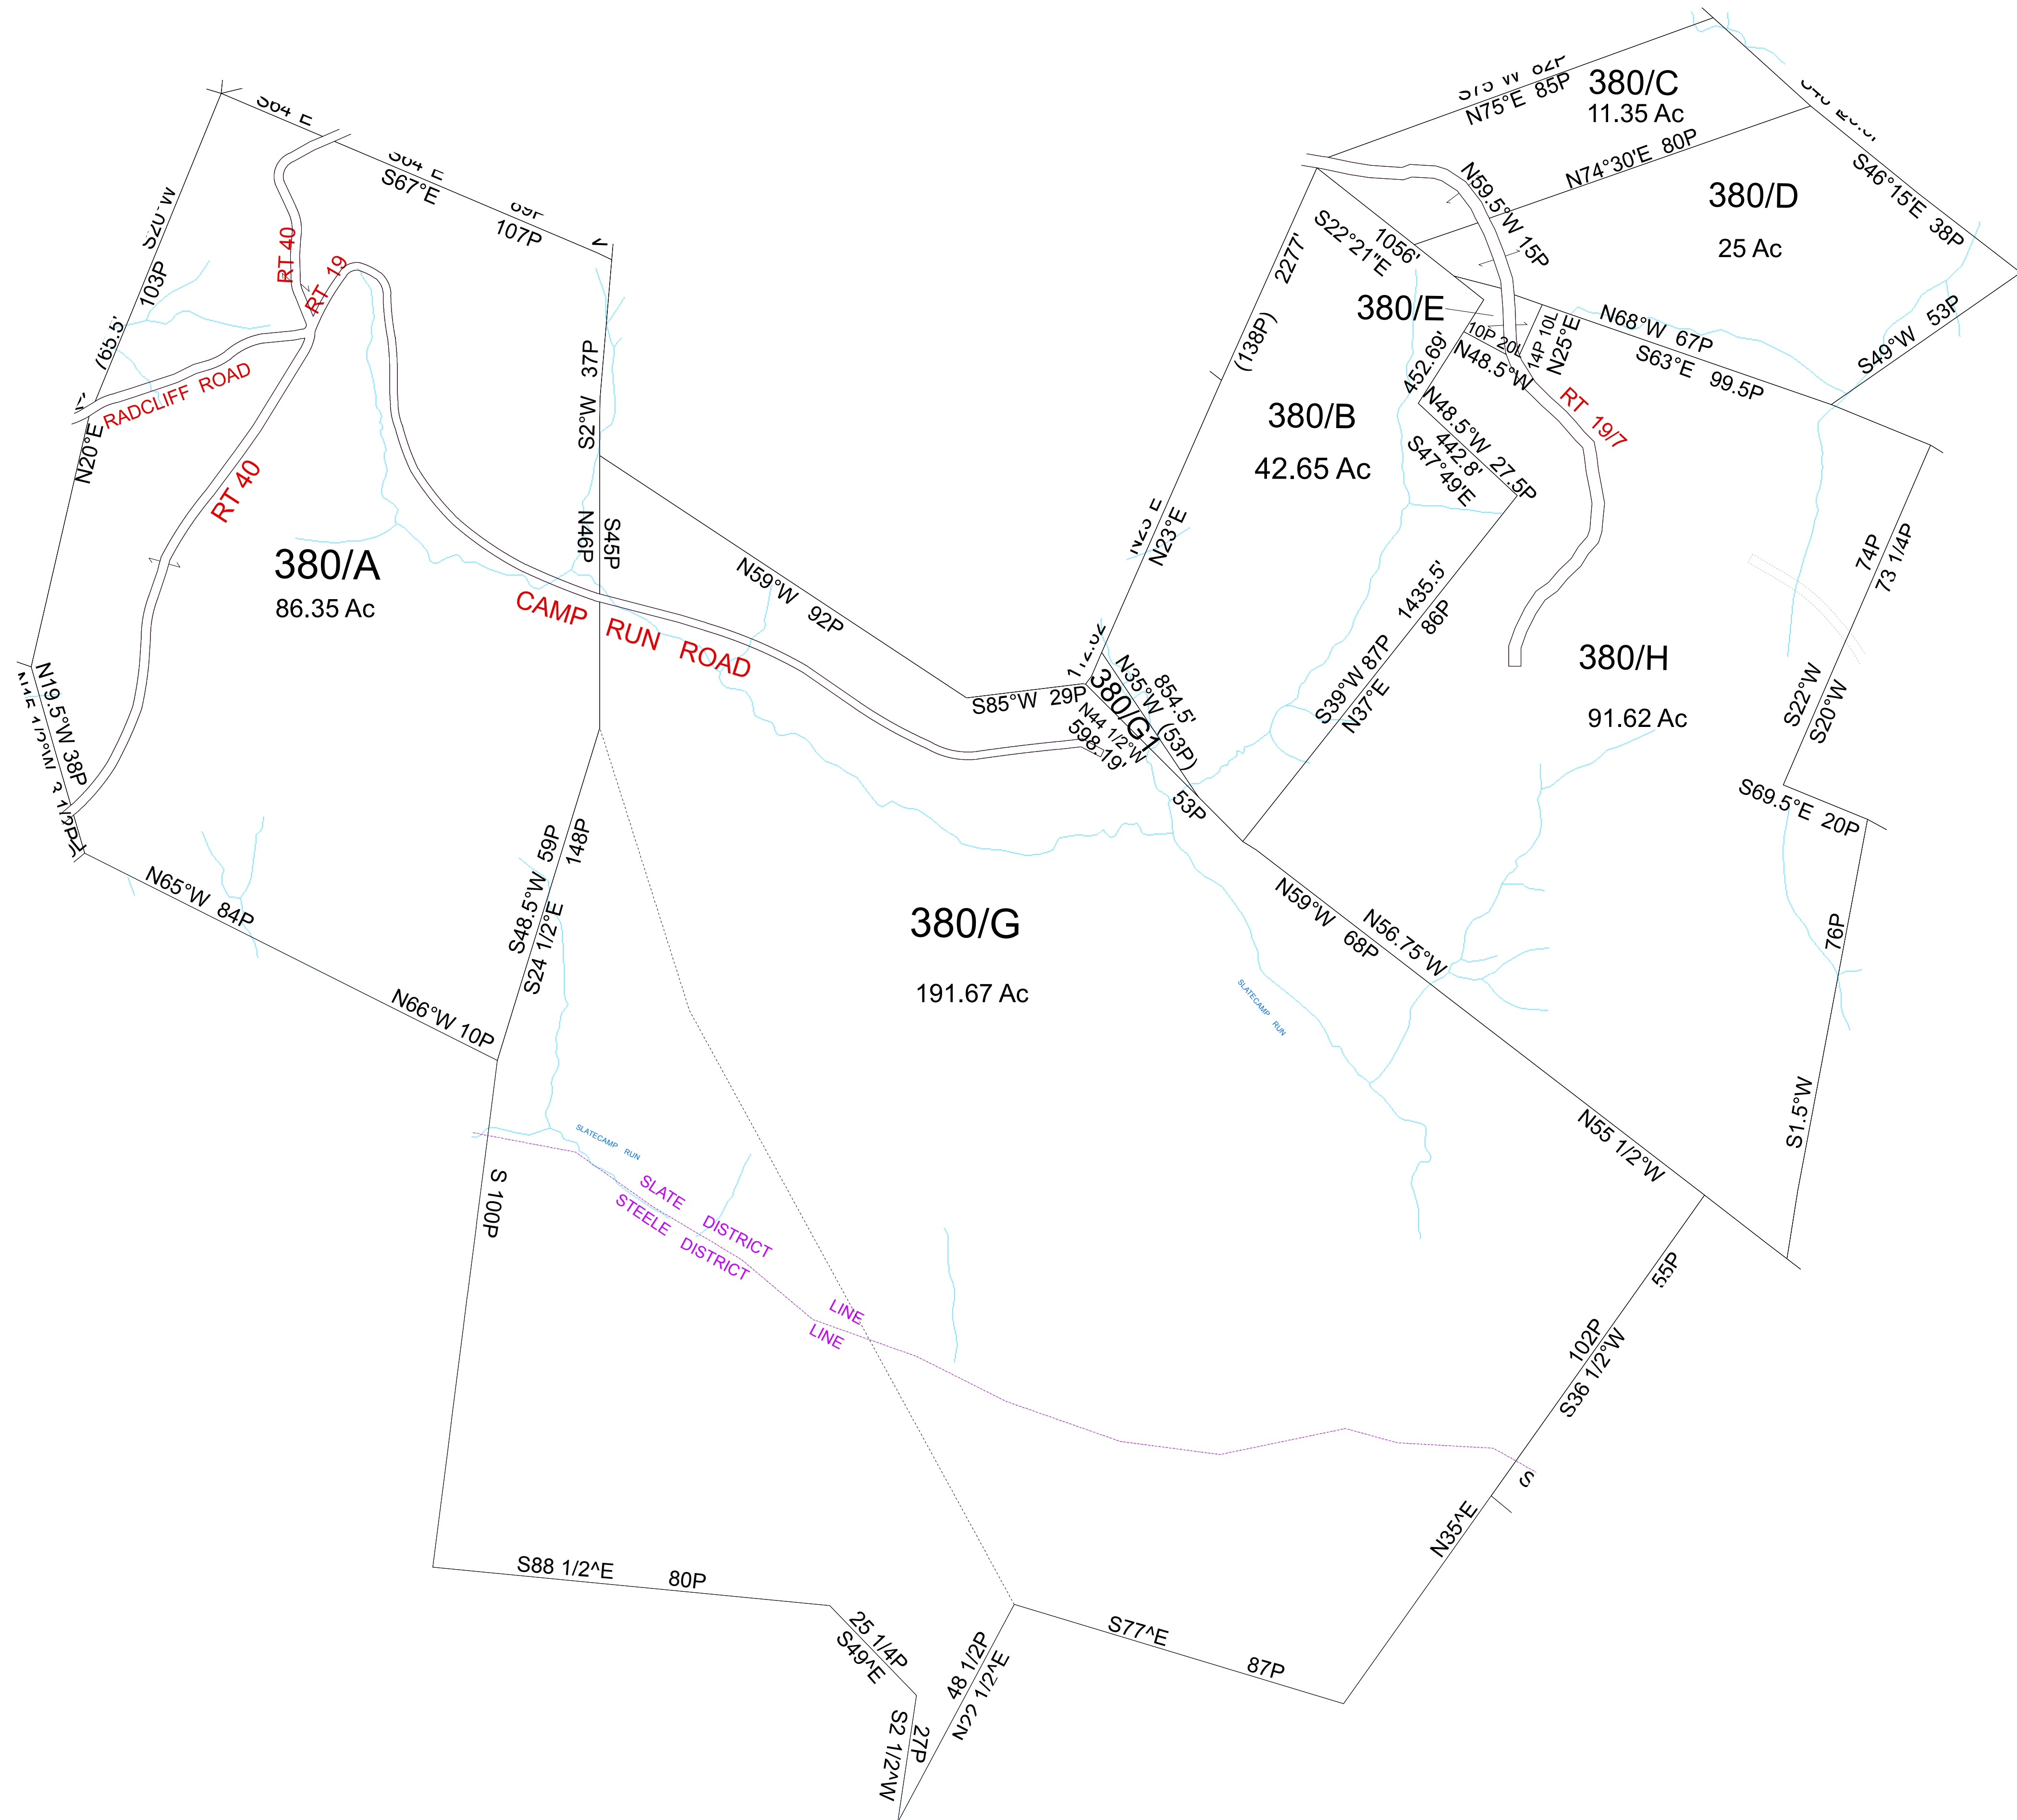 380/C
11.35 Ac
N75°E 85P
N74°30'E 80P
S46°15'E 38P
380/D
25 Ac
S67°E
107P
103P
RT 40
RT 19
RADCLIFF ROAD
N20°E
RT 40
380/A
86.35 Ac
S2°W 37P
N46P
S45P
N59°W 92P
CAMP RUN ROAD
S85°W 29P
N19.5°W 38P
N65°W 84P
N66°W 10P
S48.5°W 59P
148P
S24 1/2°E
N59.5°W 15P
1056'
S22°21"E
2277'
(138P)
380/E
10P 20L
N48.5°W
14P 10L
N25°E
452.69'
N68°W 67P
S63°E 99.5P
S49°W 53P
RT 19/7
380/B
42.65 Ac
N48.5°W 27.5P
442.8'
S47°49'E
N23°E
1435.5'
S39°W 87P
86P
N37°E
380/G1
N35°W (53P)
854.5'
N44 1/2°W
598.19'
53P
380/H
91.62 Ac
74P
73 1/4P
S22°W
S20°W
S69.5°E 20P
76P
S1.5°W
N59°W 68P
N56.75°W
N55 1/2°W
380/G
191.67 Ac
SLATECAMP RUN
SLATECAMP RUN
S 100P
SLATE DISTRICT
STEELE DISTRICT
LINE
LINE
55P
102P
S36 1/2°W
N35^E
S88 1/2^E 80P
25 1/4P
S49^E
27P
S2 1/2^W
48 1/2P
N22 1/2^E
S77^E 87P